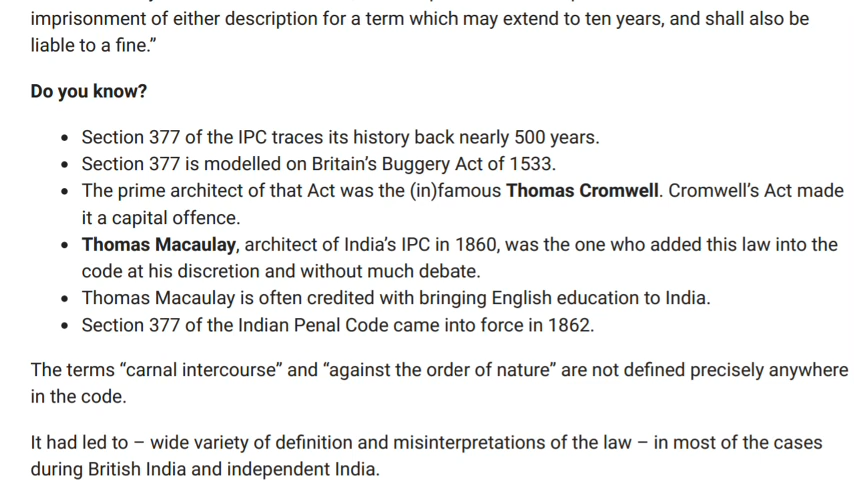 imprisonment of either description for a term which may extend to ten years, and shall also be
liable to a fine.”
Do you know?
• Section 377 of the IPC traces its history back nearly 500 years.
• Section 377 is modelled on Britain’s Buggery Act of 1533.
• The prime architect of that Act was the (in)famous Thomas Cromwell. Cromwell’s Act made
it a capital offence.
• Thomas Macaulay, architect of India’s IPC in 1860, was the one who added this law into the
code at his discretion and without much debate.
• Thomas Macaulay is often credited with bringing English education to India.
• Section 377 of the Indian Penal Code came into force in 1862.
The terms “carnal intercourse” and “against the order of nature” are not defined precisely anywhere
in the code.
It had led to – wide variety of definition and misinterpretations of the law – in most of the cases
during British India and independent India.